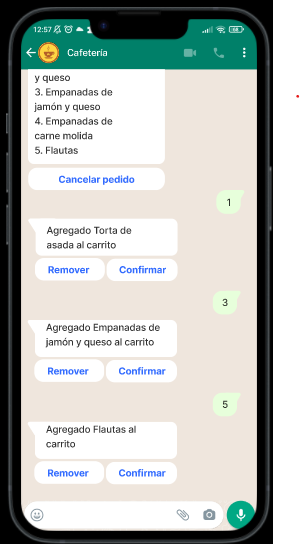 12:57
Cafetería
y queso
3. Empanadas de
jamón y queso
4. Empanadas de
carne molida
5. Flautas
Cancelar pedido
1
Agregado Torta de
asada al carrito
Remover Confirmar
3
Agregado Empanadas de
jamón y queso al carrito
Remover Confirmar
5
Agregado Flautas al
carrito
Remover Confirmar